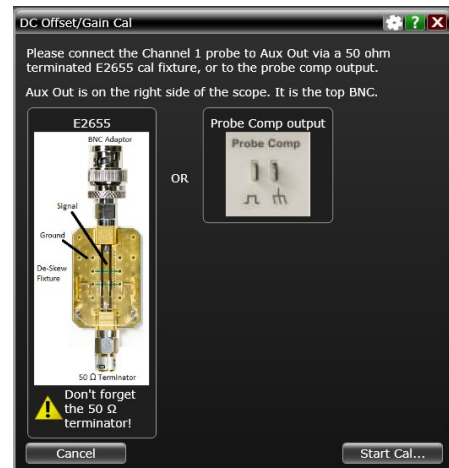 DC Offset/Gain Cal
Please connect the Channel 1 probe to Aux Out via a 50 ohm
terminated E2655 cal fixture, or to the probe comp output.
Aux Out is on the right side of the scope. It is the top BNC.
E2655
BNC Adaptor
Signal
Ground
De-Skew
Fixture
50 Ω Terminator
Don't forget
the 50 Ω
terminator!
OR
Probe Comp output
Probe Comp
Cancel
Start Cal...